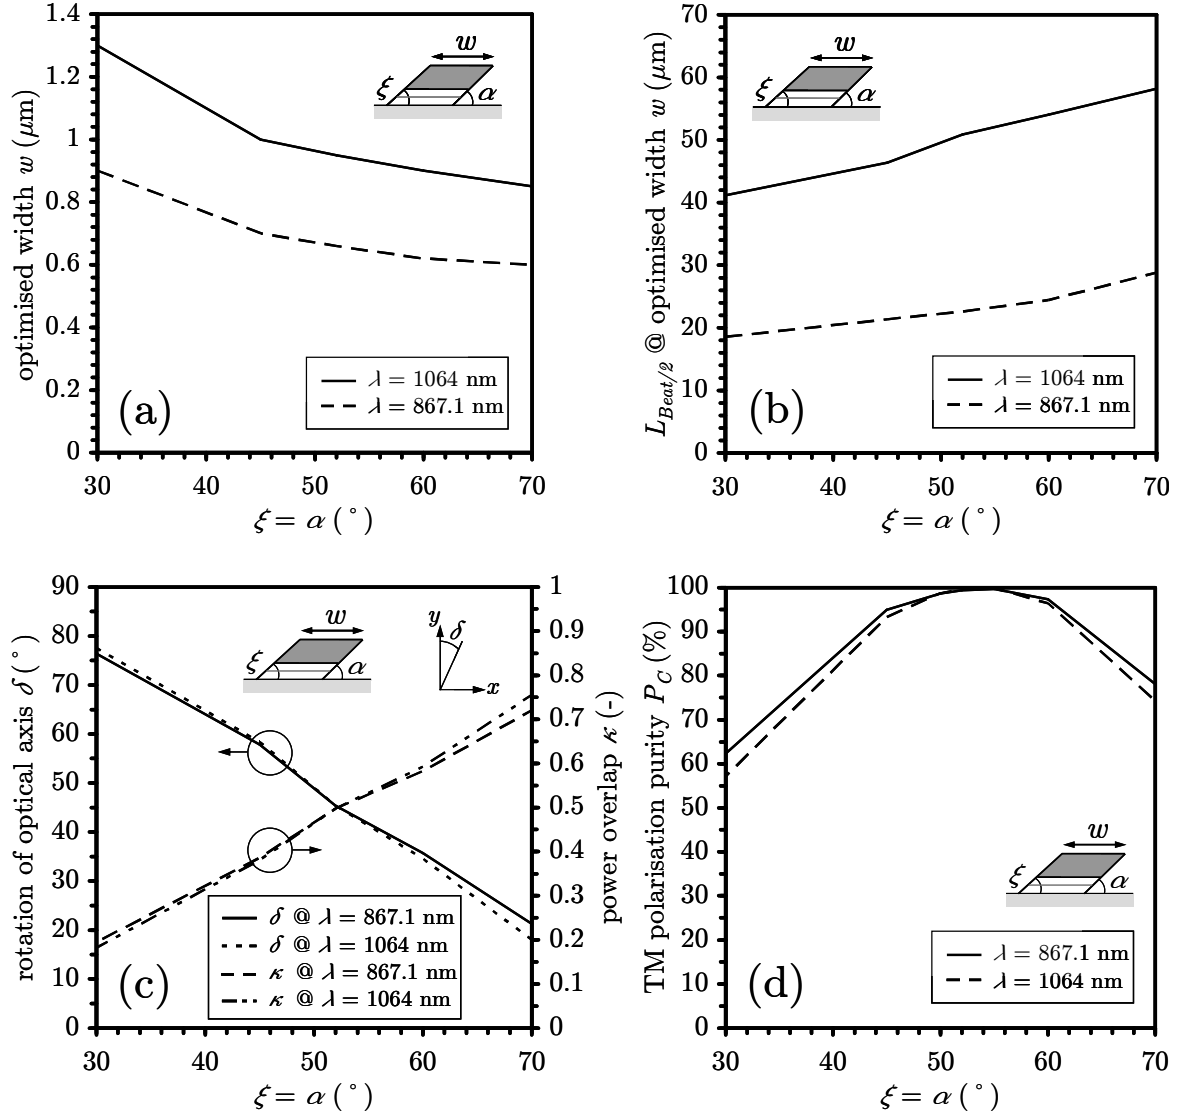 optimised width w (μm)
1.4
1.2
1
0.8
0.6
0.4
0.2
0
w
ξ
α
λ = 1064 nm
λ = 867.1 nm
(a)
30 40 50 60 70
ξ = α (°)
L_Beat/2 @ optimised width w (μm)
70
60
50
40
30
20
10
0
w
ξ
α
λ = 1064 nm
λ = 867.1 nm
(b)
30 40 50 60 70
ξ = α (°)
rotation of optical axis δ (°)
90
80
70
60
50
40
30
20
10
0
w
ξ
α
y
δ
x
δ @ λ = 867.1 nm
δ @ λ = 1064 nm
κ @ λ = 867.1 nm
κ @ λ = 1064 nm
(c)
1
0.9
0.8
0.7
0.6
0.5
0.4
0.3
0.2
0.1
0
power overlap κ (-)
30 40 50 60 70
ξ = α (°)
TM polarisation purity P_C (%)
100
90
80
70
60
50
40
30
20
10
0
w
ξ
α
λ = 867.1 nm
λ = 1064 nm
(d)
30 40 50 60 70
ξ = α (°)